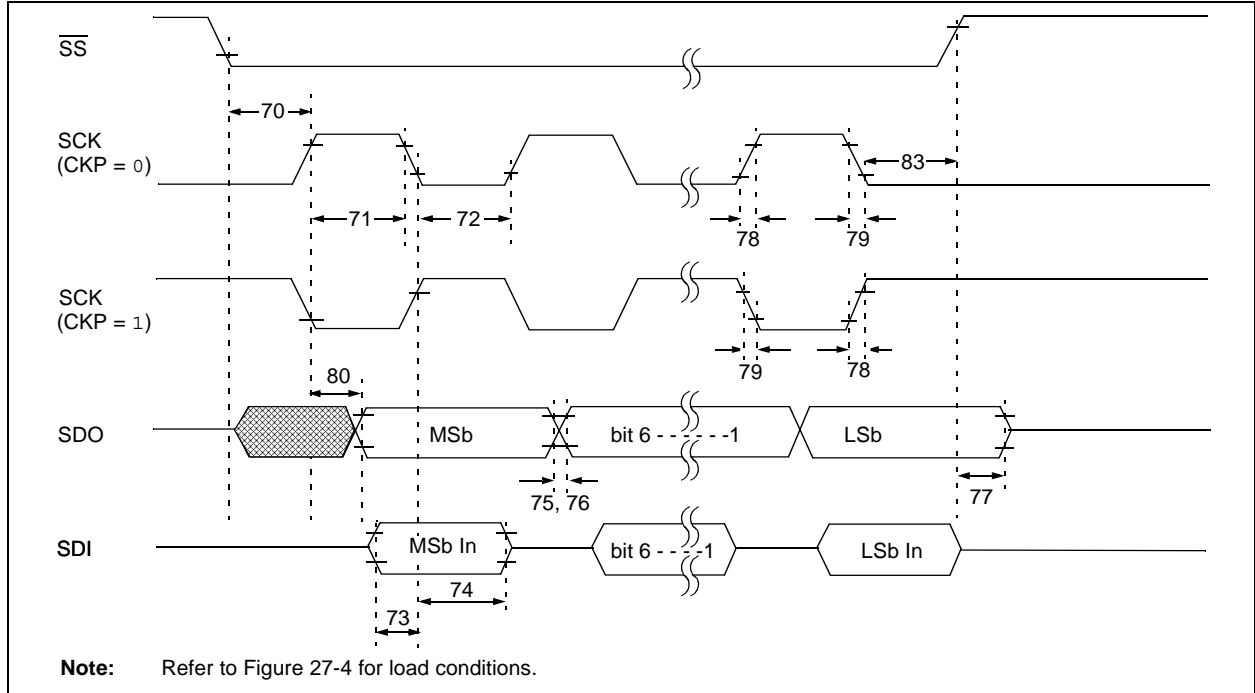 SS
70
SCK
(CKP = 0)
83
71
72
78
79
SCK
(CKP = 1)
79
78
80
SDO
MSb
bit 6 - - - - - -1
LSb
75, 76
77
SDI
MSb In
bit 6 - - - -1
LSb In
74
73
Note: Refer to Figure 27-4 for load conditions.